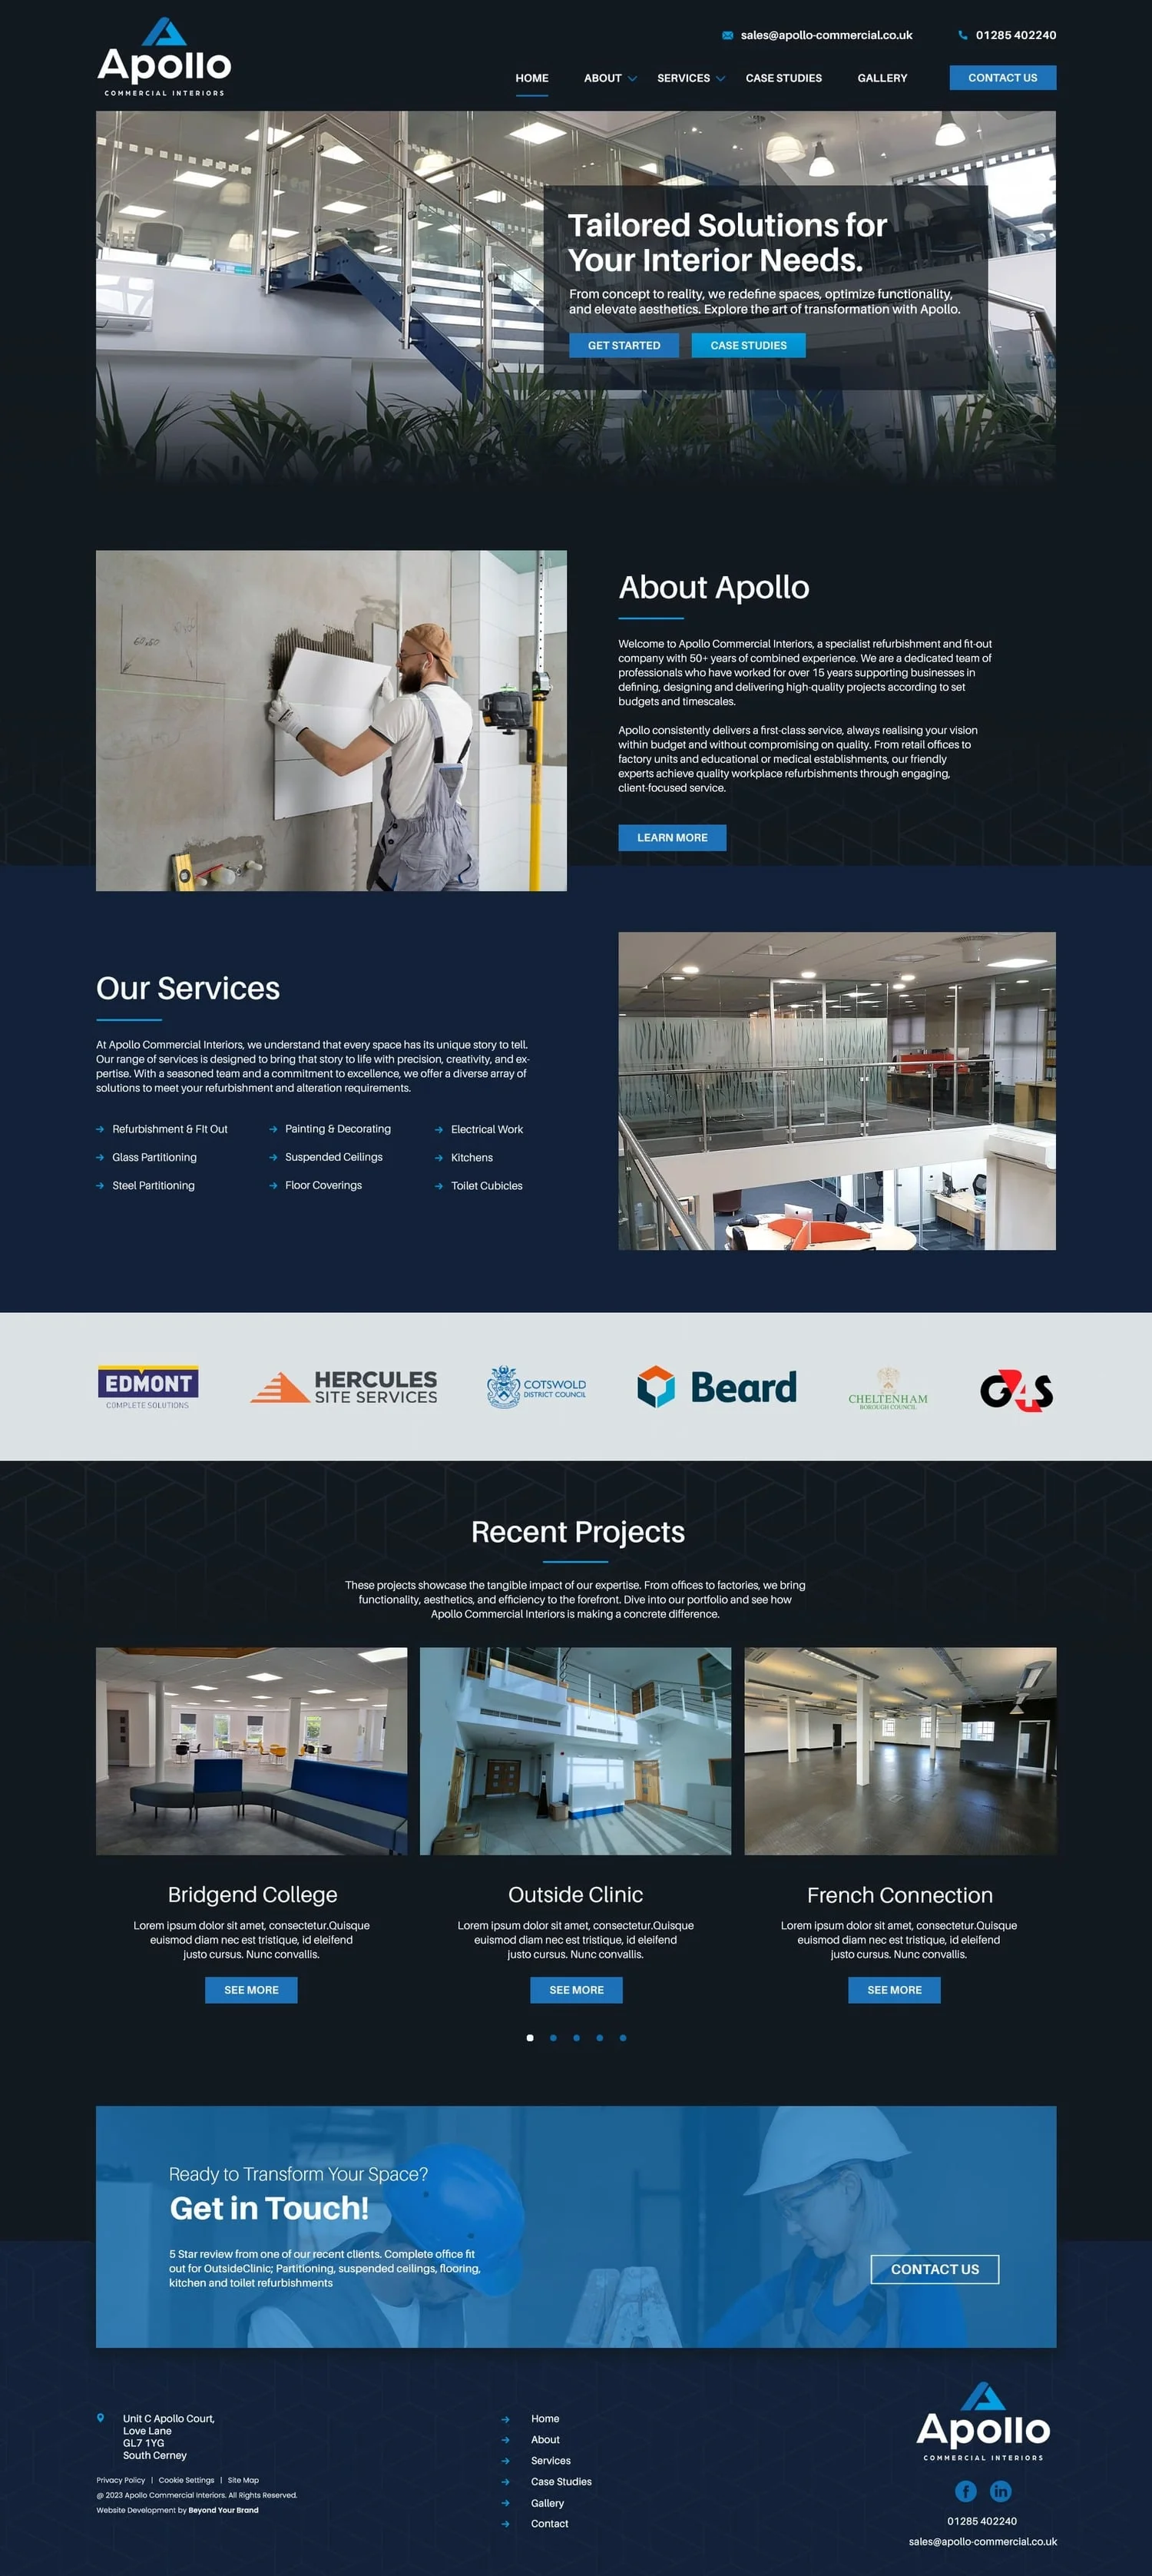 Apollo
COMMERCIAL INTERIORS
sales@apollo-commercial.co.uk
01285 402240
HOME
ABOUT
SERVICES
CASE STUDIES
GALLERY
CONTACT US
Tailored Solutions for
Your Interior Needs.
From concept to reality, we redefine spaces, optimize functionality,
and elevate aesthetics. Explore the art of transformation with Apollo.
GET STARTED
CASE STUDIES
About Apollo
Welcome to Apollo Commercial Interiors, a specialist refurbishment and fit-out
company with 50+ years of combined experience. We are a dedicated team of
professionals who have worked for over 15 years supporting businesses in
defining, designing and delivering high-quality projects according to set
budgets and timescales.
Apollo consistently delivers a first-class service, always realising your vision
within budget and without compromising on quality. From retail offices to
factory units and educational or medical establishments, our friendly
experts achieve quality workplace refurbishments through engaging,
client-focused service.
LEARN MORE
Our Services
At Apollo Commercial Interiors, we understand that every space has its unique story to tell.
Our range of services is designed to bring that story to life with precision, creativity, and ex-
pertise. With a seasoned team and a commitment to excellence, we offer a diverse array of
solutions to meet your refurbishment and alteration requirements.
Refurbishment & FIt Out
Painting & Decorating
Electrical Work
Glass Partitioning
Suspended Ceilings
Kitchens
Steel Partitioning
Floor Coverings
Toilet Cubicles
EDMONT
COMPLETE SOLUTIONS
HERCULES
SITE SERVICES
COTSWOLD
DISTRICT COUNCIL
Beard
CHELTENHAM
BOROUGH COUNCIL
G4S
Recent Projects
These projects showcase the tangible impact of our expertise. From offices to factories, we bring
functionality, aesthetics, and efficiency to the forefront. Dive into our portfolio and see how
Apollo Commercial Interiors is making a concrete difference.
Bridgend College
Lorem ipsum dolor sit amet, consectetur.Quisque
euismod diam nec est tristique, id eleifend
justo cursus. Nunc convallis.
SEE MORE
Outside Clinic
Lorem ipsum dolor sit amet, consectetur.Quisque
euismod diam nec est tristique, id eleifend
justo cursus. Nunc convallis.
SEE MORE
French Connection
Lorem ipsum dolor sit amet, consectetur.Quisque
euismod diam nec est tristique, id eleifend
justo cursus. Nunc convallis.
SEE MORE
Ready to Transform Your Space?
Get in Touch!
5 Star review from one of our recent clients. Complete office fit
out for OutsideClinic; Partitioning, suspended ceilings, flooring,
kitchen and toilet refurbishments
CONTACT US
Unit C Apollo Court,
Love Lane
GL7 1YG
South Cerney
Privacy Policy | Cookie Settings | Site Map
@ 2023 Apollo Commercial Interiors. All Rights Reserved.
Website Development by Beyond Your Brand
Home
About
Services
Case Studies
Gallery
Contact
Apollo
COMMERCIAL INTERIORS
f
in
01285 402240
sales@apollo-commercial.co.uk